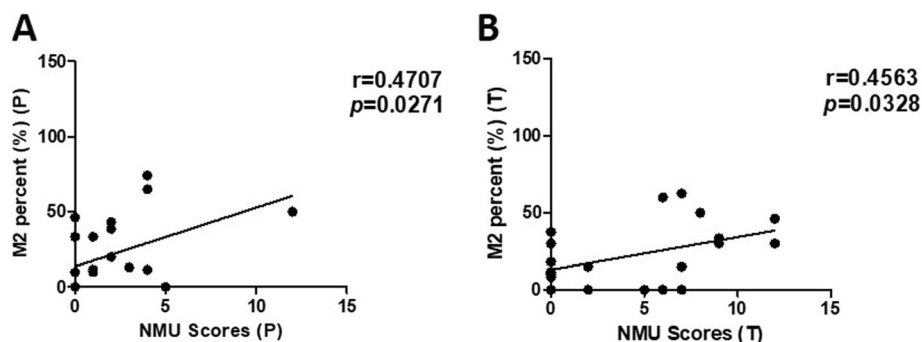 A
M2 percent (%) (P)
150
100
50
0
0
5
10
15
NMU Scores (P)
r=0.4707
p=0.0271
B
M2 percent (%) (T)
150
100
50
0
0
5
10
15
NMU Scores (T)
r=0.4563
p=0.0328